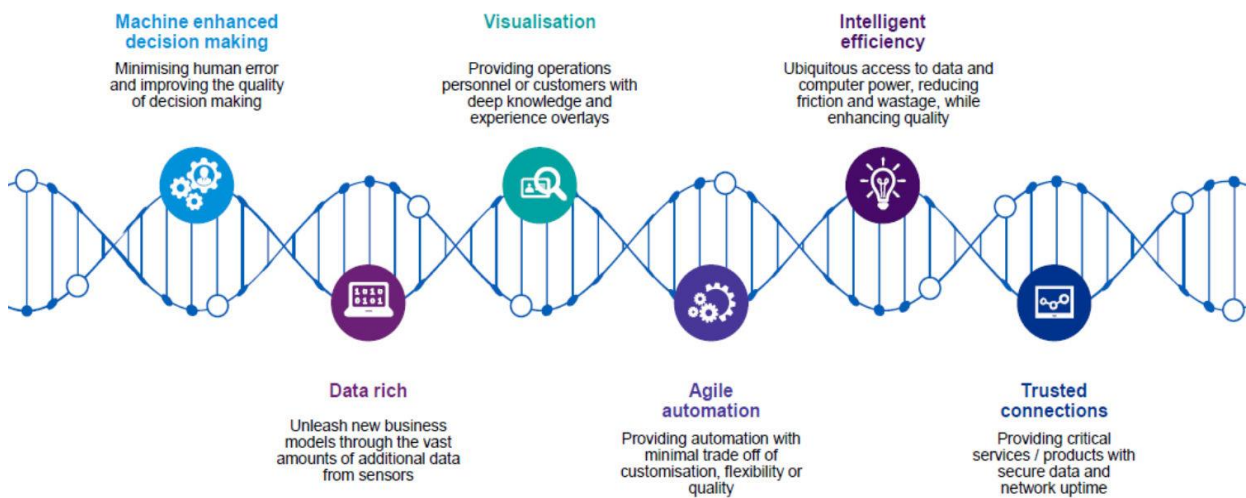 Machine enhanced
decision making
Minimising human error
and improving the quality
of decision making
Visualisation
Providing operations
personnel or customers with
deep knowledge and
experience overlays
Intelligent
efficiency
Ubiquitous access to data and
computer power, reducing
friction and wastage, while
enhancing quality
1010
0101
Data rich
Unleash new business
models through the vast
amounts of additional data
from sensors
Agile
automation
Providing automation with
minimal trade off of
customisation, flexibility or
quality
Trusted
connections
Providing critical
services / products with
secure data and
network uptime